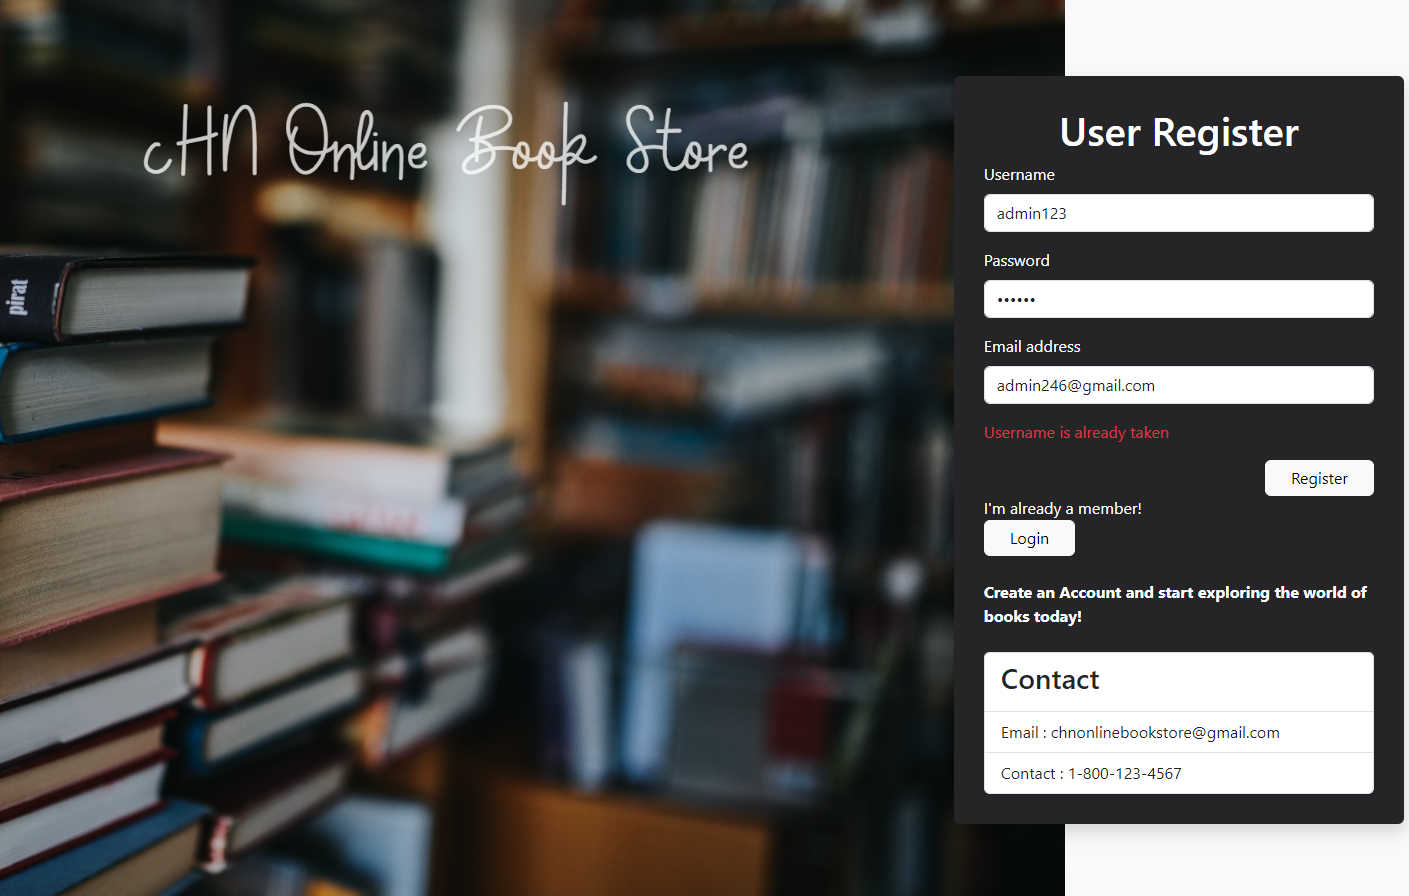 cHN Online Book Store
pirat
User Register
Username
admin123
Password
••••••
Email address
admin246@gmail.com
Username is already taken
Register
I'm already a member!
Login
Create an Account and start exploring the world of
books today!
Contact
Email : chnonlinebookstore@gmail.com
Contact : 1-800-123-4567